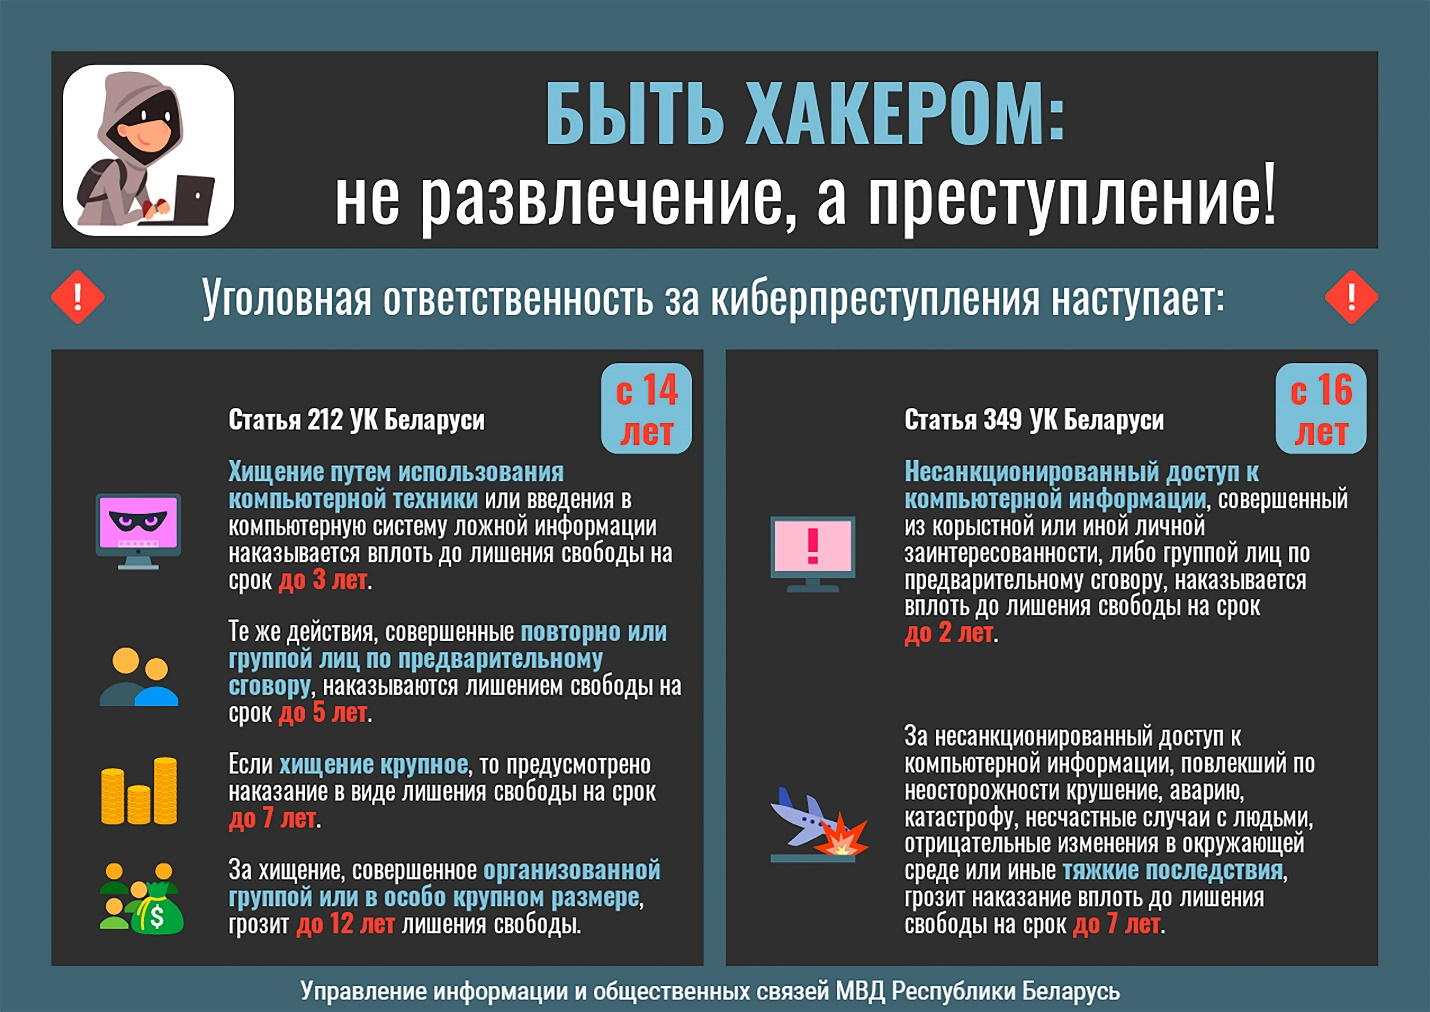 БЫТЬ ХАКЕРОМ:
не развлечение, а преступление!
!
Уголовная ответственность за киберпреступления наступает:
!
с 14
лет
Статья 212 УК Беларуси
Хищение путем использования
компьютерной техники или введения в
компьютерную систему ложной информации
наказывается вплоть до лишения свободы на
срок до 3 лет.
Те же действия, совершенные повторно или
группой лиц по предварительному
сговору, наказываются лишением свободы на
срок до 5 лет.
Если хищение крупное, то предусмотрено
наказание в виде лишения свободы на срок
до 7 лет.
За хищение, совершенное организованной
группой или в особо крупном размере,
грозит до 12 лет лишения свободы.
$
с 16
лет
Статья 349 УК Беларуси
Несанкционированный доступ к
компьютерной информации, совершенный
из корыстной или иной личной
заинтересованности, либо группой лиц по
предварительному сговору, наказывается
вплоть до лишения свободы на срок
до 2 лет.
!
За несанкционированный доступ к
компьютерной информации, повлекший по
неосторожности крушение, аварию,
катастрофу, несчастные случаи с людьми,
отрицательные изменения в окружающей
среде или иные тяжкие последствия,
грозит наказание вплоть до лишения
свободы на срок до 7 лет.
Управление информации и общественных связей МВД Республики Беларусь